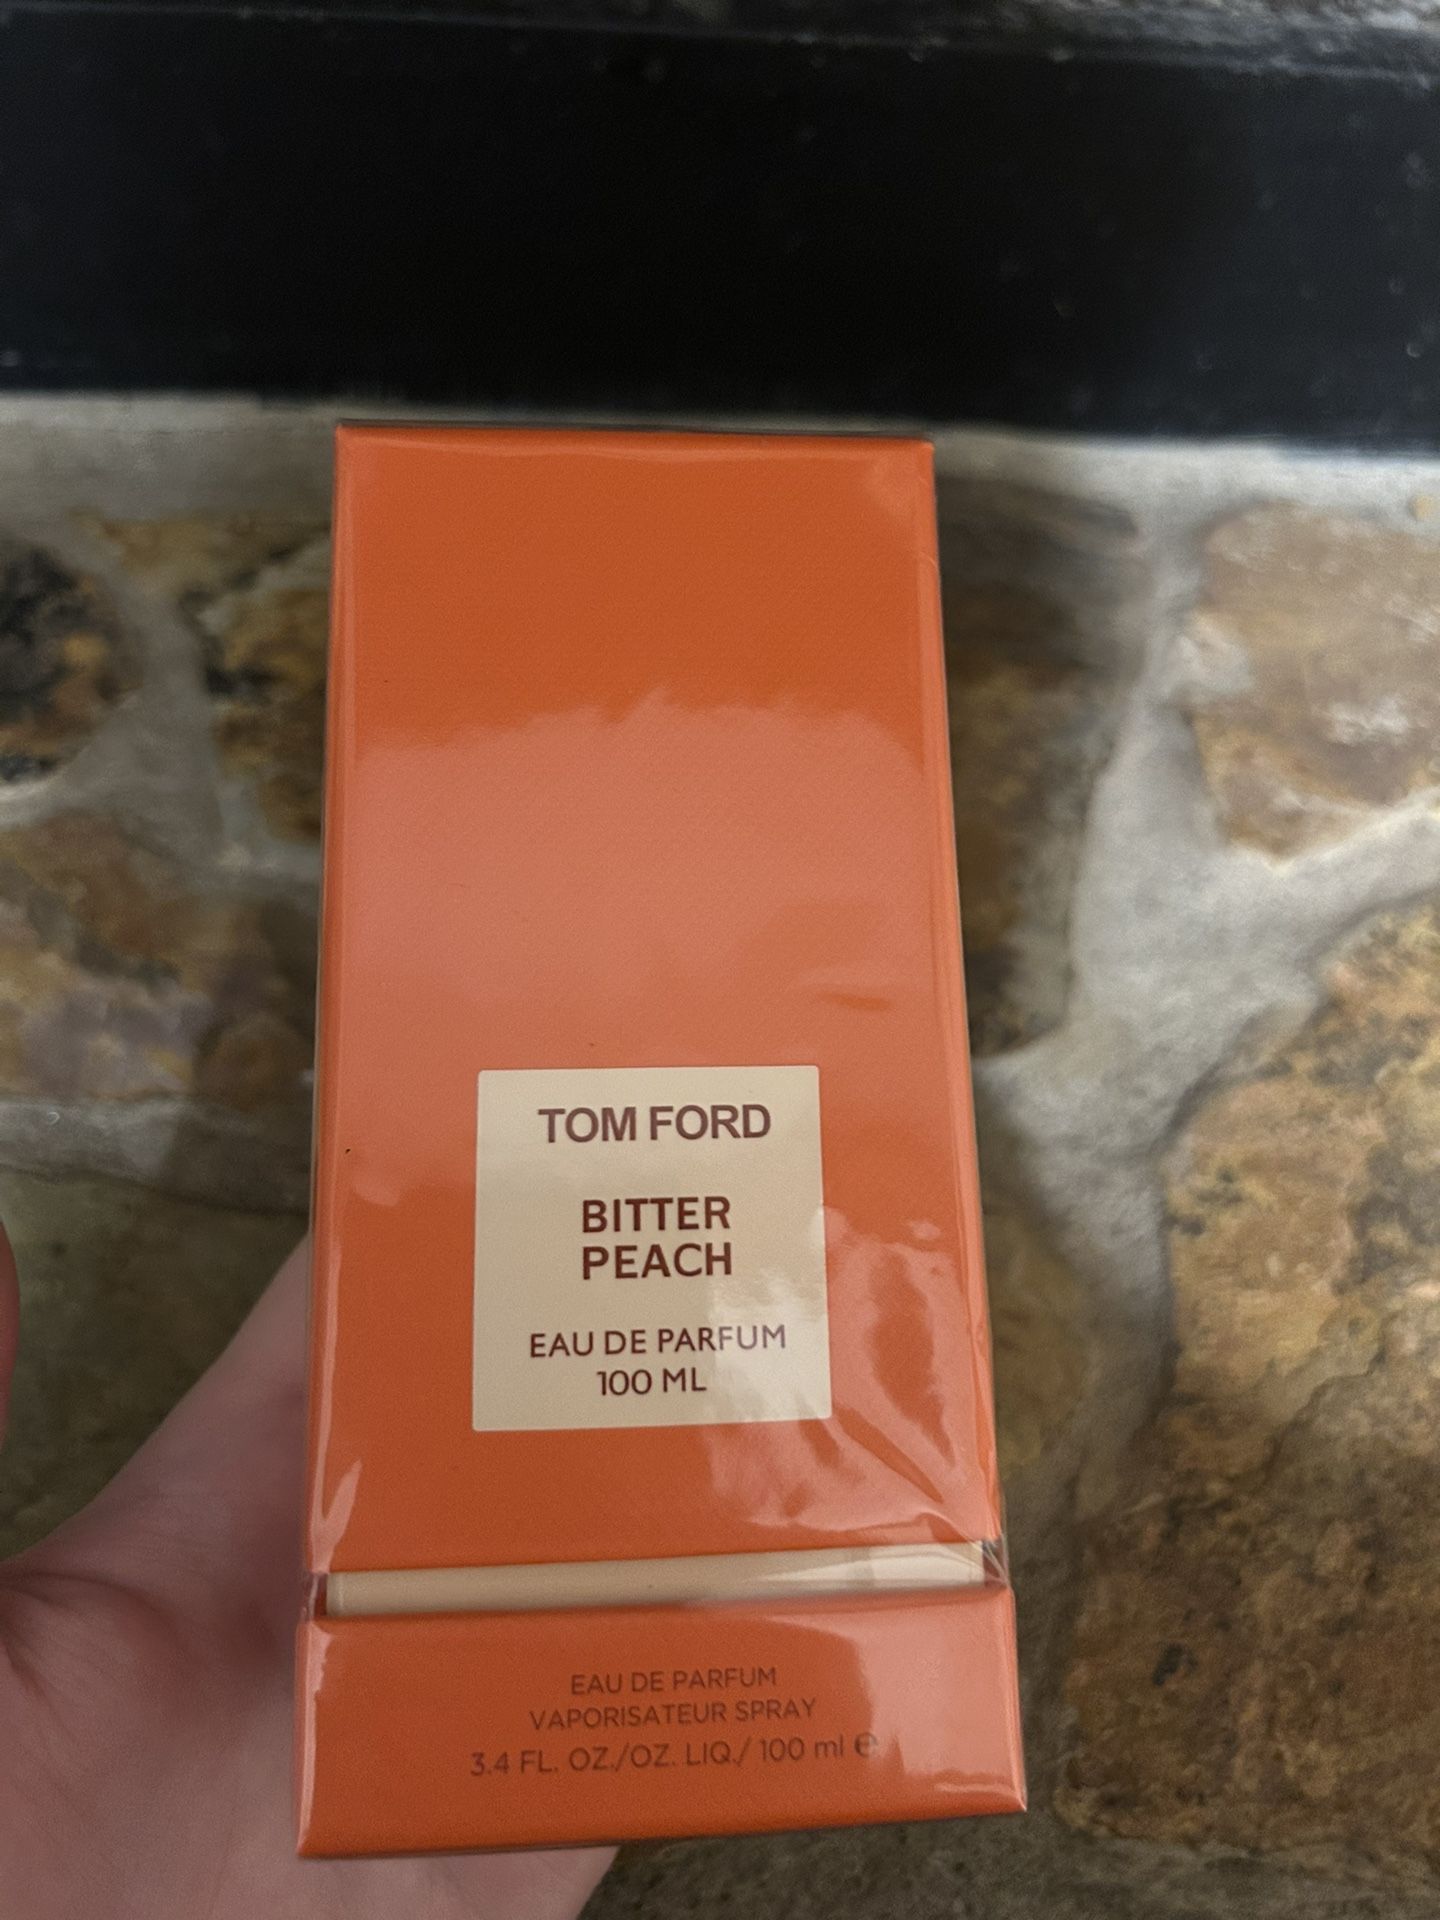 TOM FORD
BITTER
PEACH
EAU DE PARFUM
100 ML
EAU DE PARFUM
VAPORISATEUR SPRAY
3.4 FL. OZ./OZ. LIQ./ 100 ml ℮